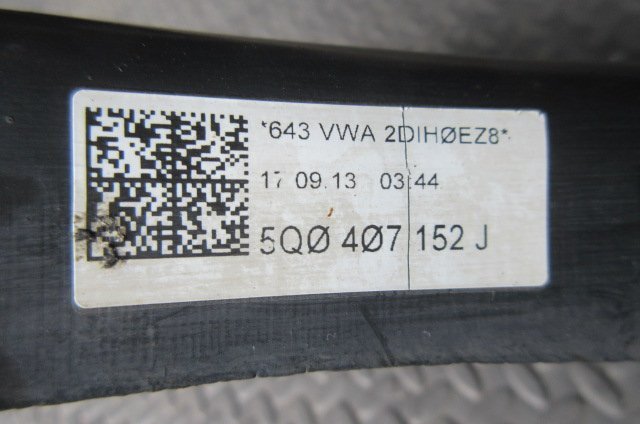 *643 VWA 2DIHØEZ8*
17 09.13 03:44
5QØ 4Ø7 152 J